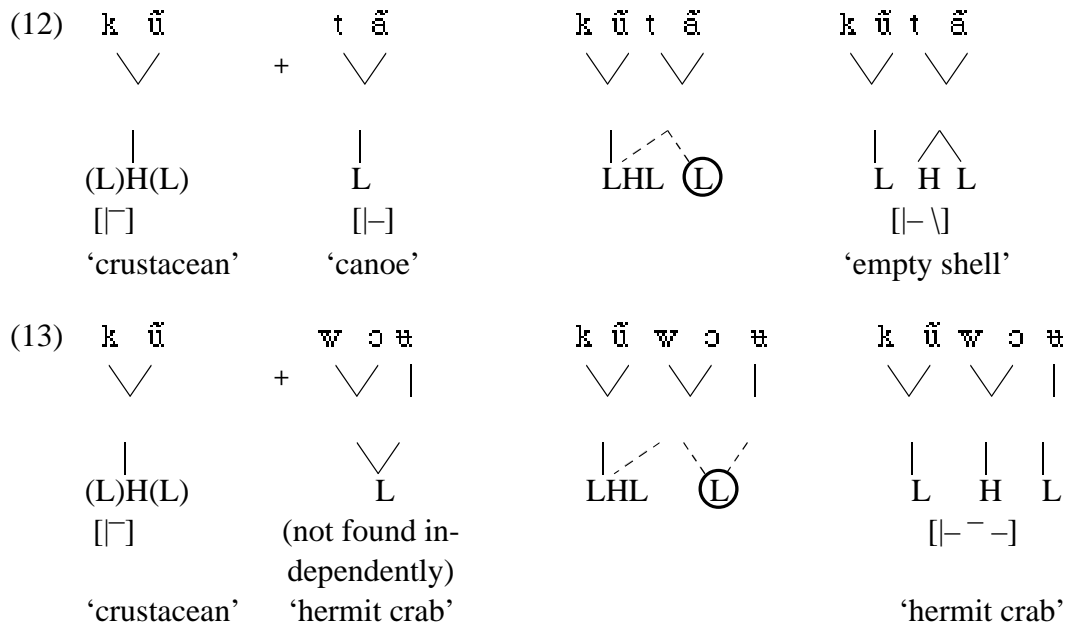 (12) k ũ t ã k ũ t ã k ũ t ã
+
(L)H(L) L LHL L L H L
[|¯] [|–] [|– \]
‘crustacean’ ‘canoe’ ‘empty shell’
(13) k ũ w ɔ ʉ k ũ w ɔ ʉ k ũ w ɔ ʉ
+
(L)H(L) L LHL L L H L
[|¯] (not found in- [|– ¯ –]
dependently)
‘crustacean’ ‘hermit crab’ ‘hermit crab’